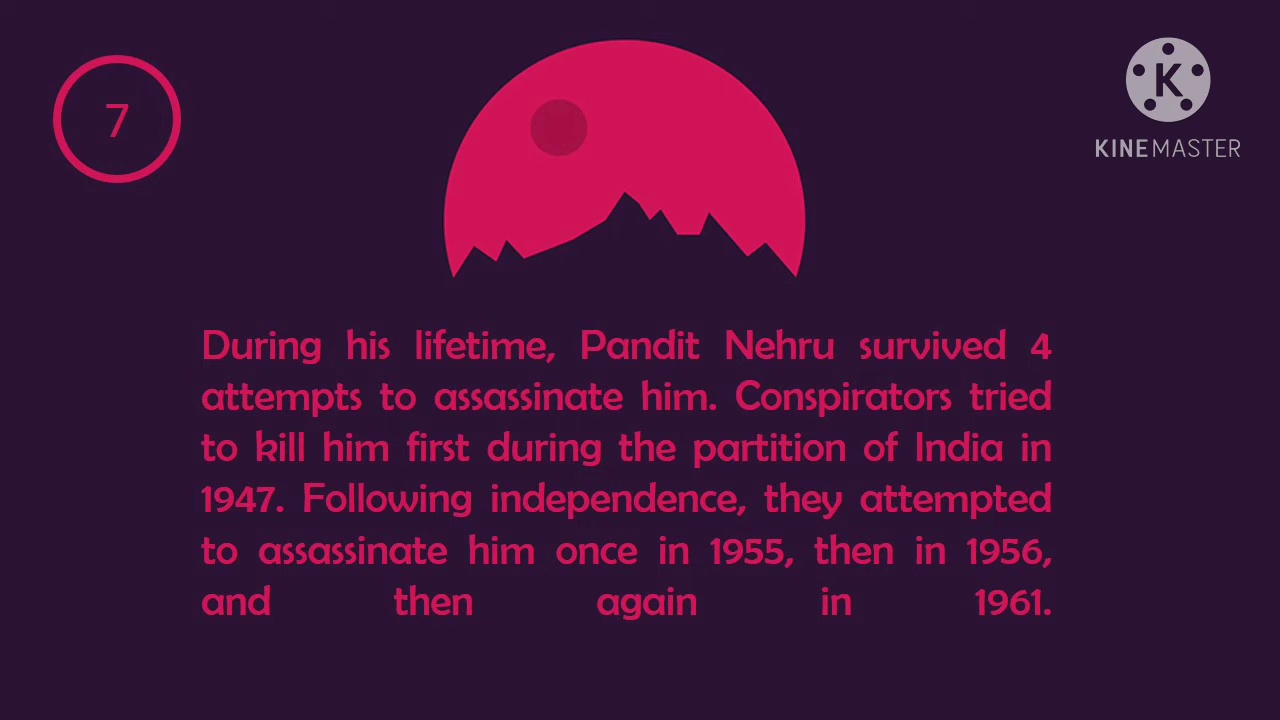 7
K
KINEMASTER
During his lifetime, Pandit Nehru survived 4
attempts to assassinate him. Conspirators tried
to kill him first during the partition of India in
1947. Following independence, they attempted
to assassinate him once in 1955, then in 1956,
and then again in 1961.